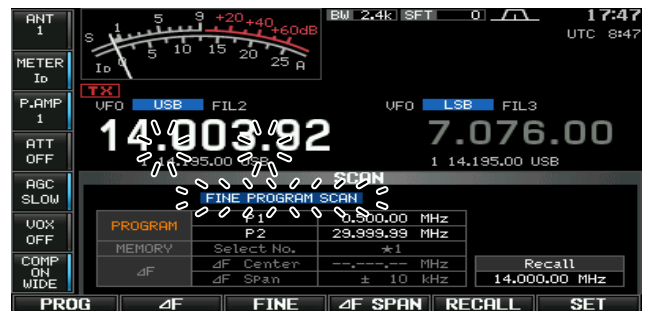 ANT
1
METER
ID
P.AMP
1
ATT
OFF
AGC
SLOW
VOX
OFF
COMP
ON
WIDE
S 1 5 9 +20 +40 +60dB
ID 5 10 15 20 25 A
BW 2.4k SFT 0
17:47
UTC 8:47
TX
VFO USB FIL2
14.003.92
1 14.195.00 USB
VFO LSB FIL3
7.076.00
1 14.195.00 USB
SCAN
FINE PROGRAM SCAN
PROGRAM P1 0.500.00 MHz
P2 29.999.99 MHz
MEMORY Select No. *1
ΔF ΔF Center --.---.-- MHz
ΔF SPan ± 10 kHz
Recall
14.000.00 MHz
PROG ΔF FINE ΔF SPAN RECALL SET